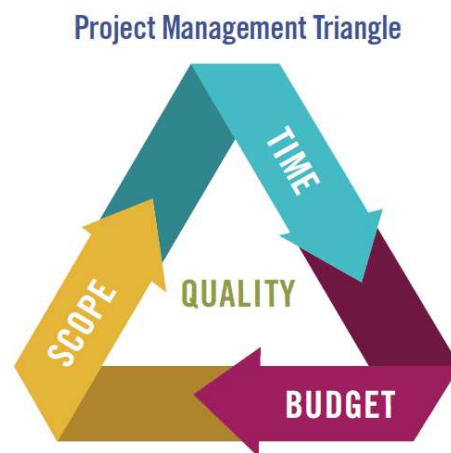 Project Management Triangle
TIME
QUALITY
SCOPE
BUDGET